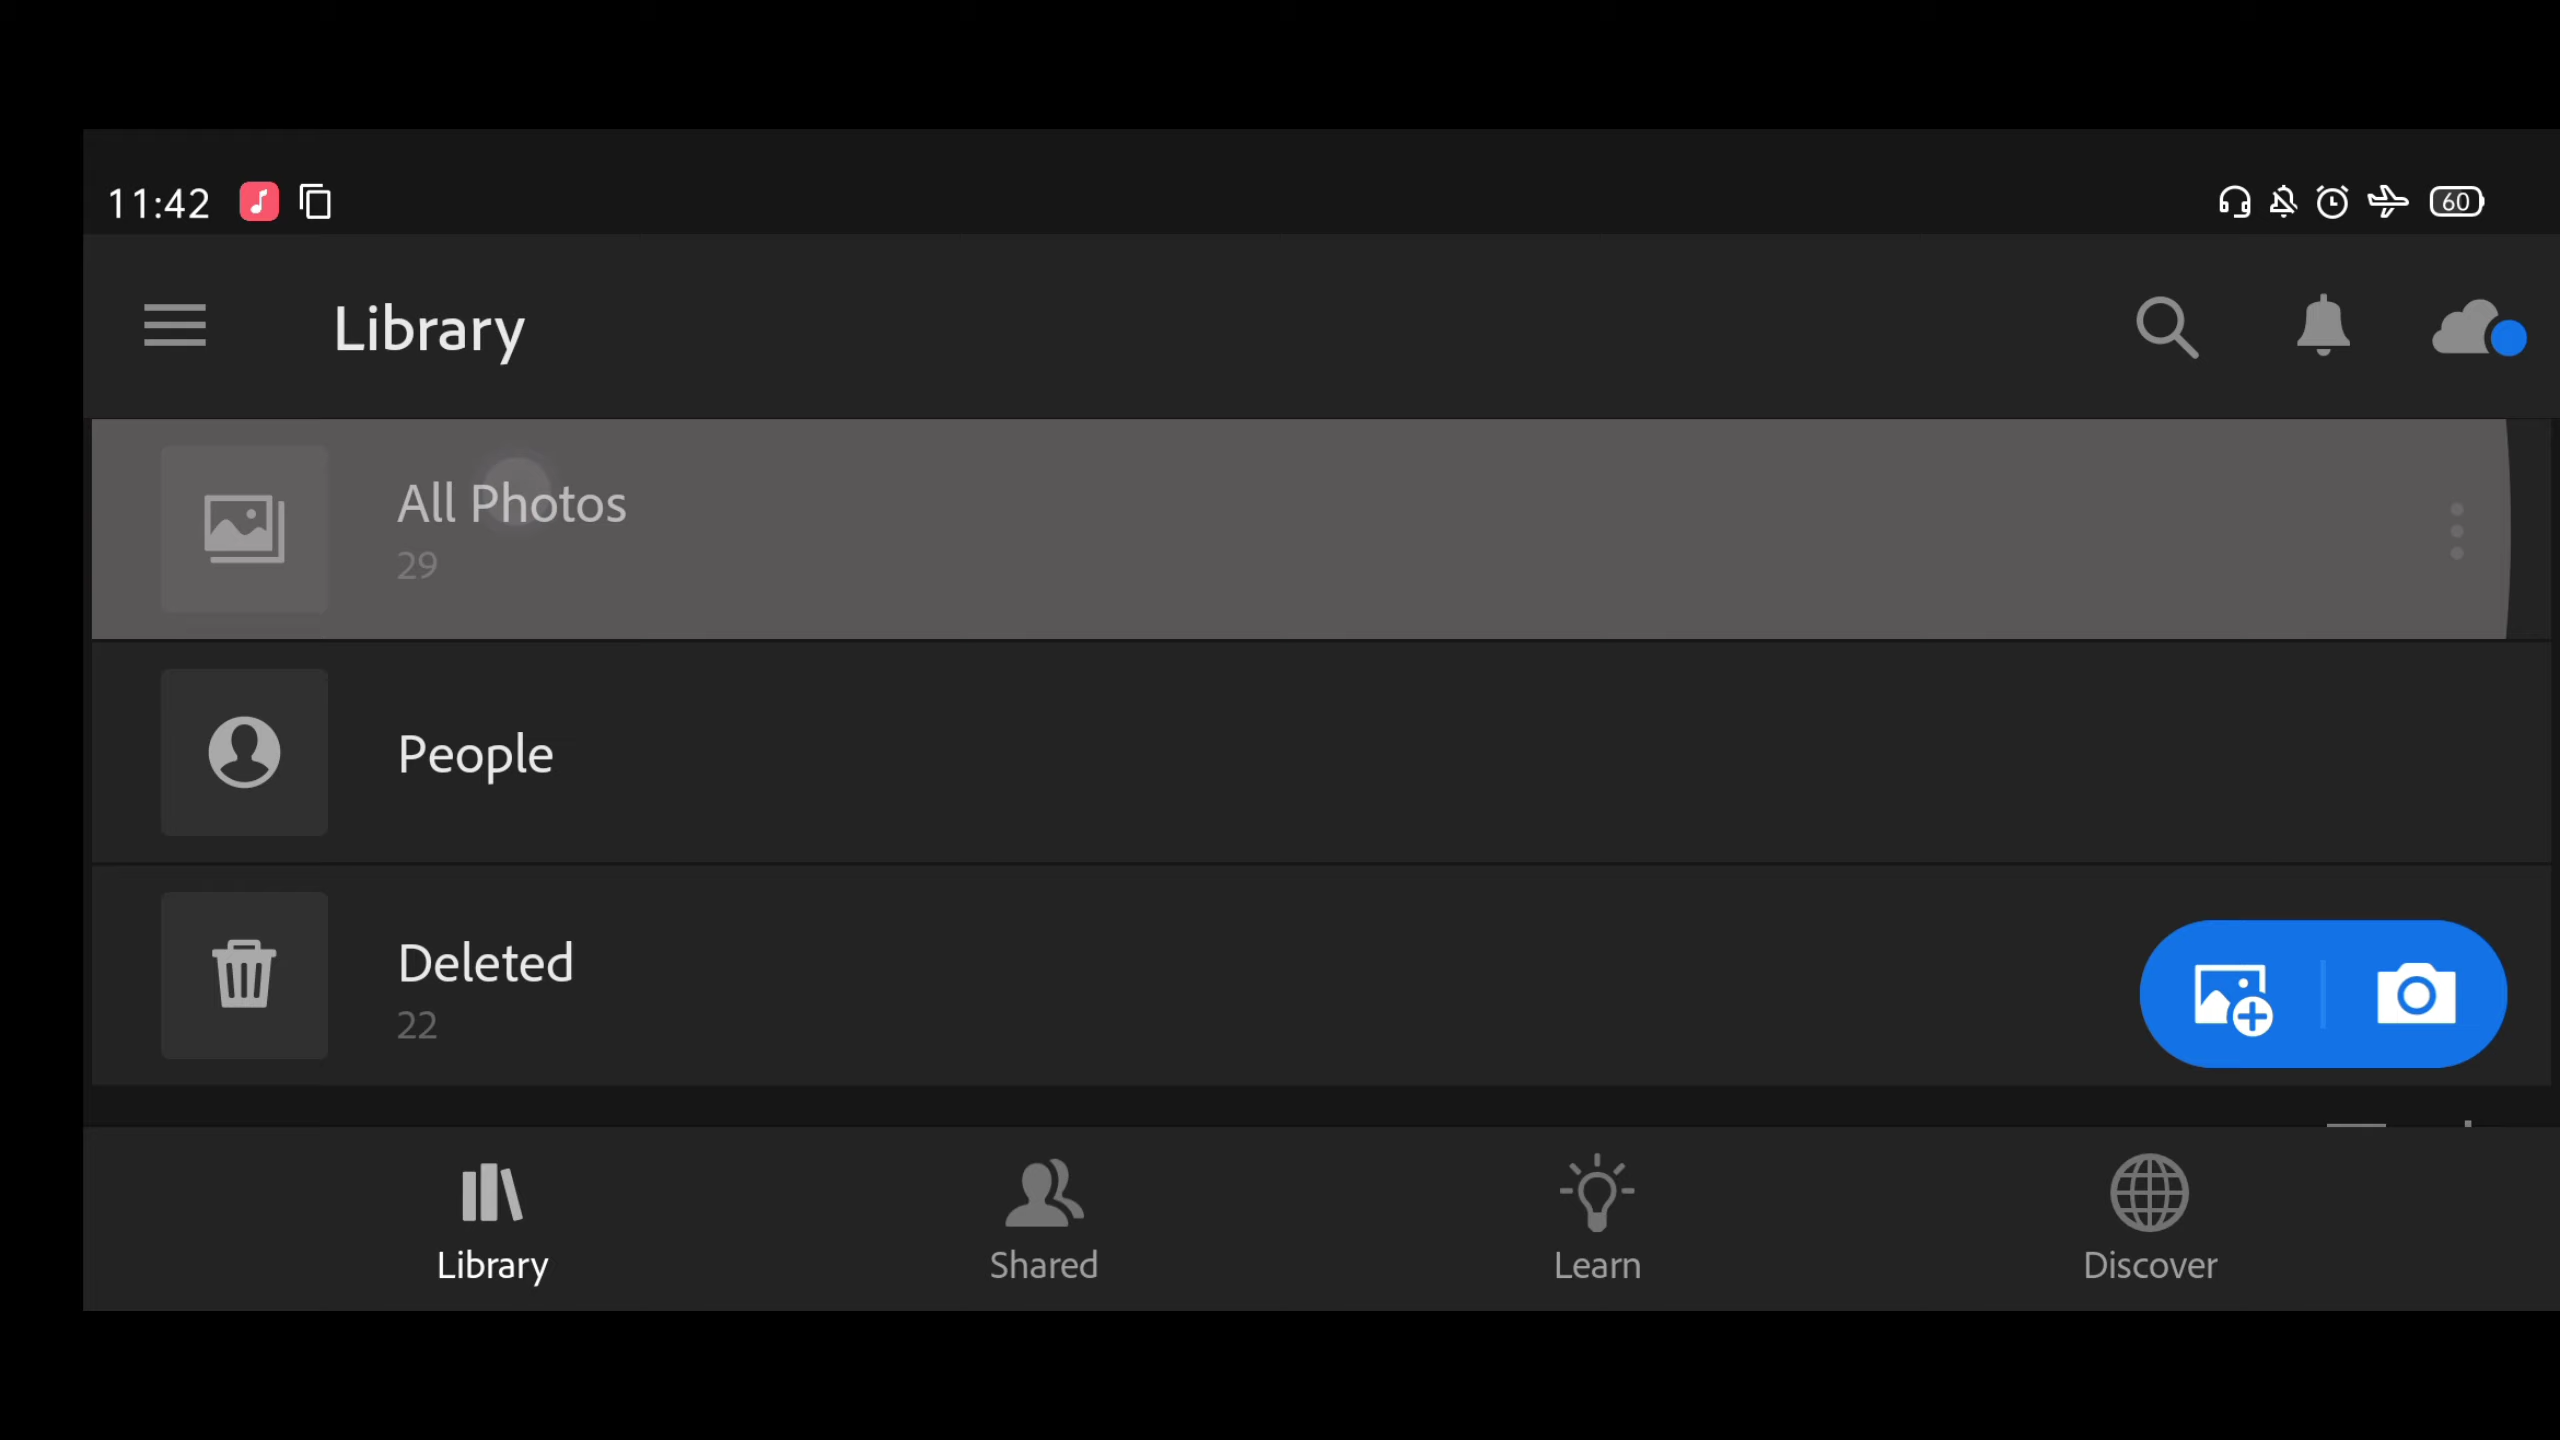 11:42
60
Library
All Photos
29
People
Deleted
22
Library
Shared
Learn
Discover